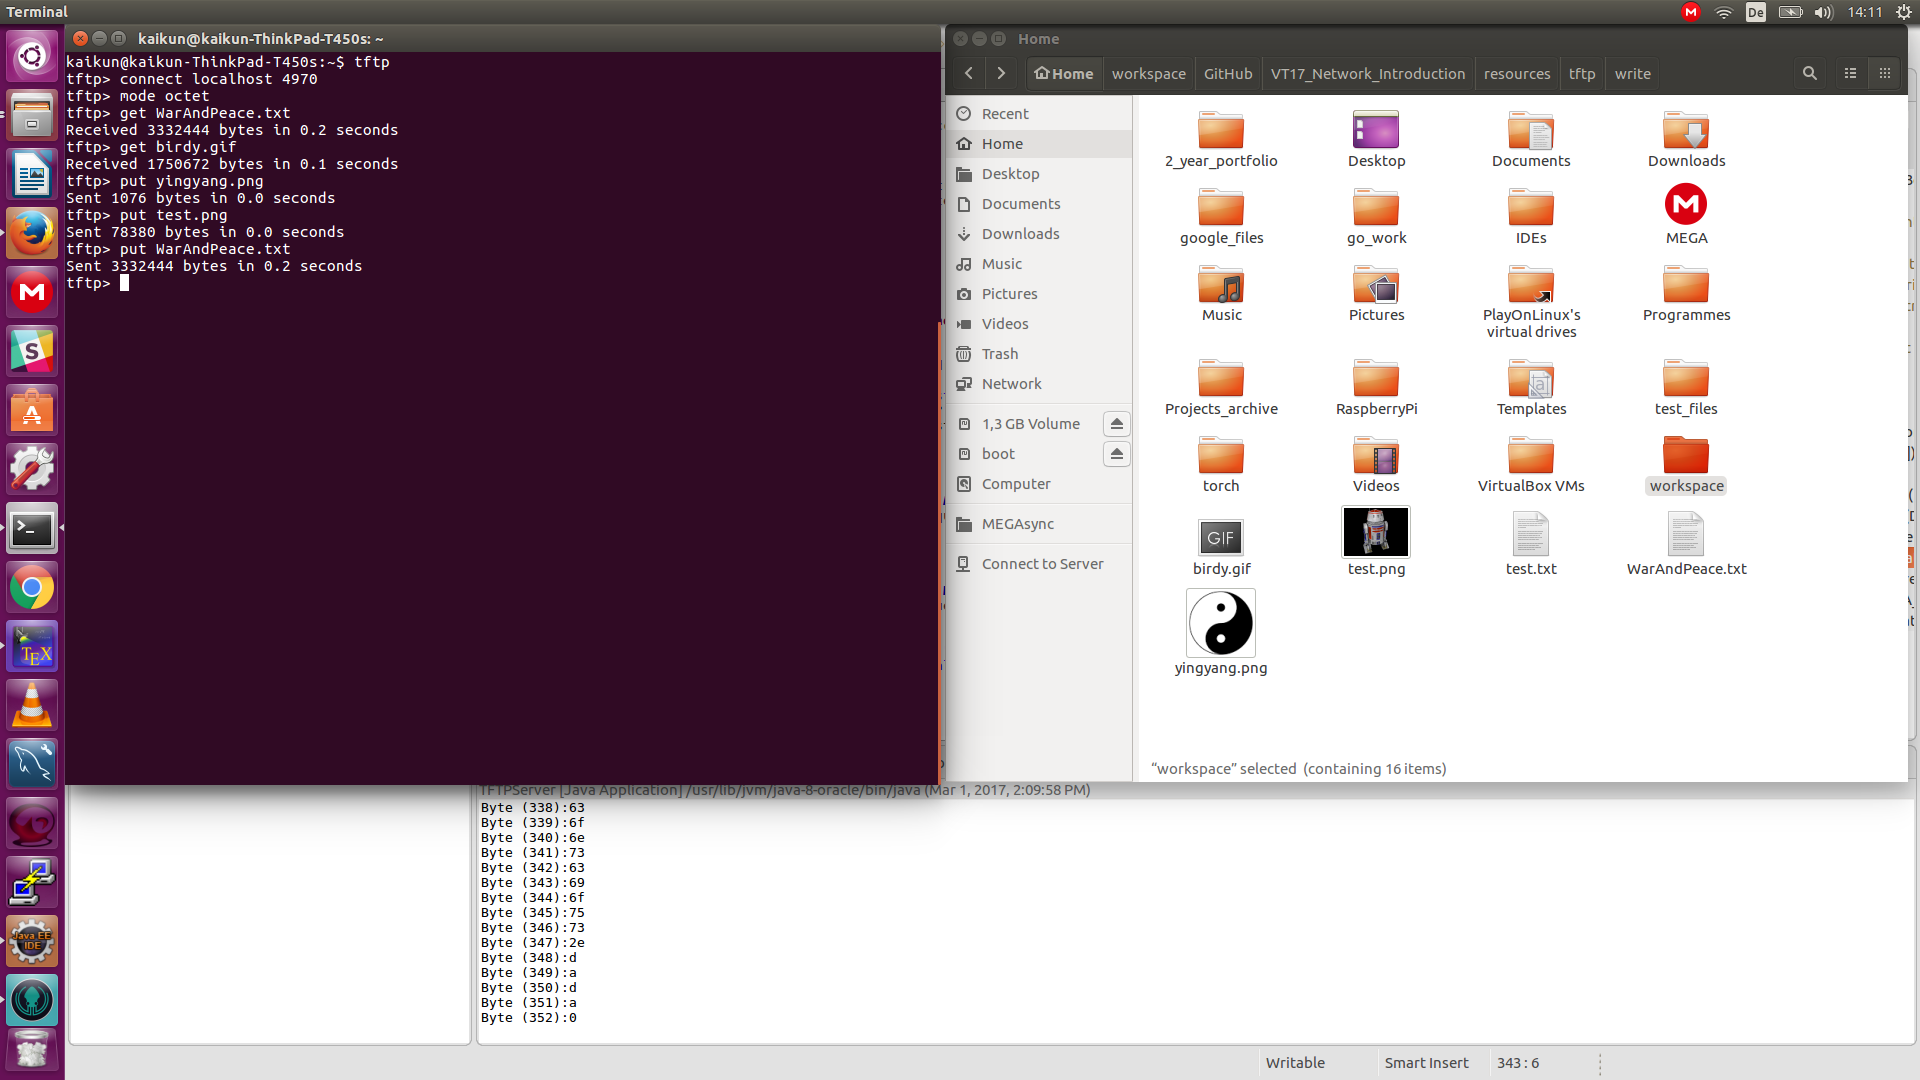 Terminal
De
14:11
kaikun@kaikun-ThinkPad-T450s: ~
kaikun@kaikun-ThinkPad-T450s:~$ tftp
tftp> connect localhost 4970
tftp> mode octet
tftp> get WarAndPeace.txt
Received 3332444 bytes in 0.2 seconds
tftp> get birdy.gif
Received 1750672 bytes in 0.1 seconds
tftp> put yingyang.png
Sent 1076 bytes in 0.0 seconds
tftp> put test.png
Sent 78380 bytes in 0.0 seconds
tftp> put WarAndPeace.txt
Sent 3332444 bytes in 0.2 seconds
tftp>
Home
Home workspace GitHub VT17_Network_Introduction resources tftp write
Recent
Home
Desktop
Documents
Downloads
Music
Pictures
Videos
Trash
Network
1,3 GB Volume
boot
Computer
MEGAsync
Connect to Server
2_year_portfolio Desktop Documents Downloads
google_files go_work IDEs MEGA
Music Pictures PlayOnLinux's virtual drives Programmes
Projects_archive RaspberryPi Templates test_files
torch Videos VirtualBox VMs workspace
GIF
birdy.gif test.png test.txt WarAndPeace.txt
yingyang.png
“workspace” selected (containing 16 items)
TFTPServer [Java Application] /usr/lib/jvm/java-8-oracle/bin/java (Mar 1, 2017, 2:09:58 PM)
Byte (338):63
Byte (339):6f
Byte (340):6e
Byte (341):73
Byte (342):63
Byte (343):69
Byte (344):6f
Byte (345):75
Byte (346):73
Byte (347):2e
Byte (348):d
Byte (349):a
Byte (350):d
Byte (351):a
Byte (352):0
Writable Smart Insert 343 : 6
TEX
Java EE
IDE